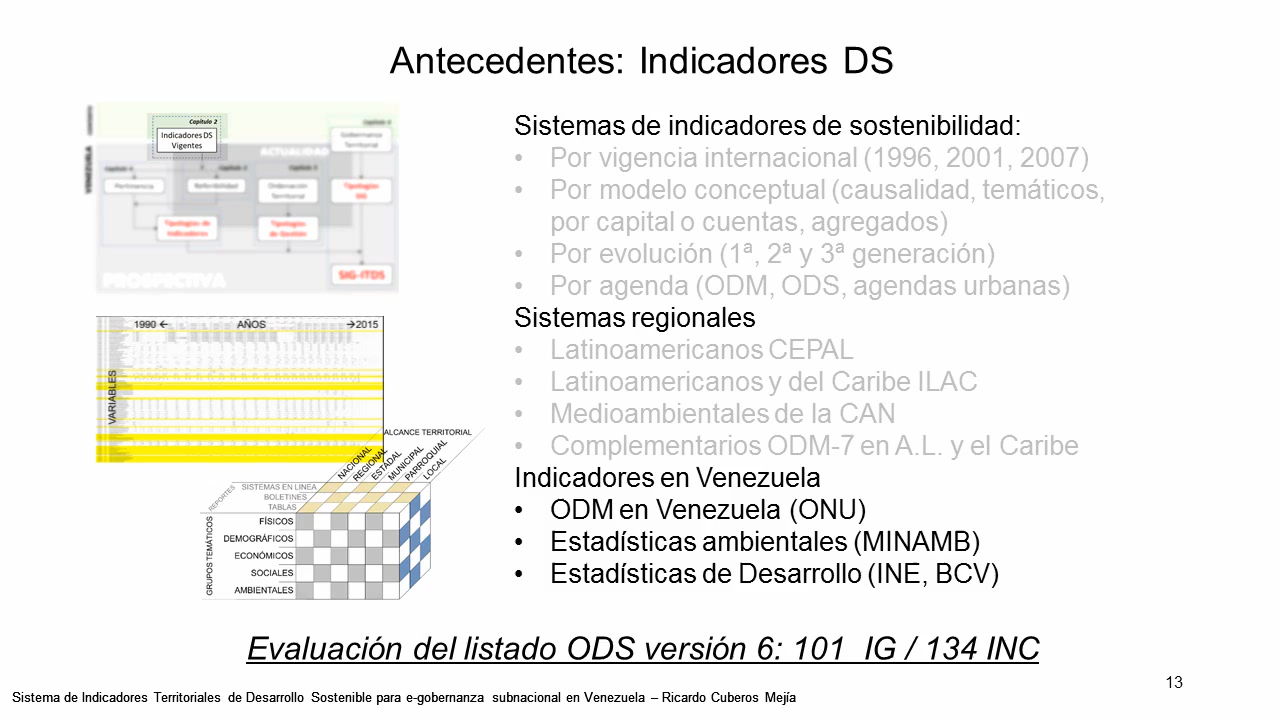 Antecedentes: Indicadores DS
Capítulo 2
Indicadores DS
Vigentes
VENEZUELA
ACTUALIDAD
Gobernanza
Territorial
Pertinencia
Referibilidad
Ordenación
Territorial
Tipologías
SIG
Tipologías de
Indicadores
Tipologías
de Gestión
PROSPECTIVA
SIG-ITDS
1990 ← AÑOS →2015
VARIABLES
ALCANCE TERRITORIAL
NACIONAL
REGIONAL
ESTADAL
MUNICIPAL
PARROQUIAL
LOCAL
REPORTES
SISTEMAS EN LINEA
BOLETINES
TABLAS
GRUPOS TEMÁTICOS
FÍSICOS
DEMOGRÁFICOS
ECONÓMICOS
SOCIALES
AMBIENTALES
Sistemas de indicadores de sostenibilidad:
• Por vigencia internacional (1996, 2001, 2007)
• Por modelo conceptual (causalidad, temáticos,
por capital o cuentas, agregados)
• Por evolución (1ª, 2ª y 3ª generación)
• Por agenda (ODM, ODS, agendas urbanas)
Sistemas regionales
• Latinoamericanos CEPAL
• Latinoamericanos y del Caribe ILAC
• Medioambientales de la CAN
• Complementarios ODM-7 en A.L. y el Caribe
Indicadores en Venezuela
• ODM en Venezuela (ONU)
• Estadísticas ambientales (MINAMB)
• Estadísticas de Desarrollo (INE, BCV)
Evaluación del listado ODS versión 6: 101 IG / 134 INC
13
Sistema de Indicadores Territoriales de Desarrollo Sostenible para e-gobernanza subnacional en Venezuela – Ricardo Cuberos Mejía